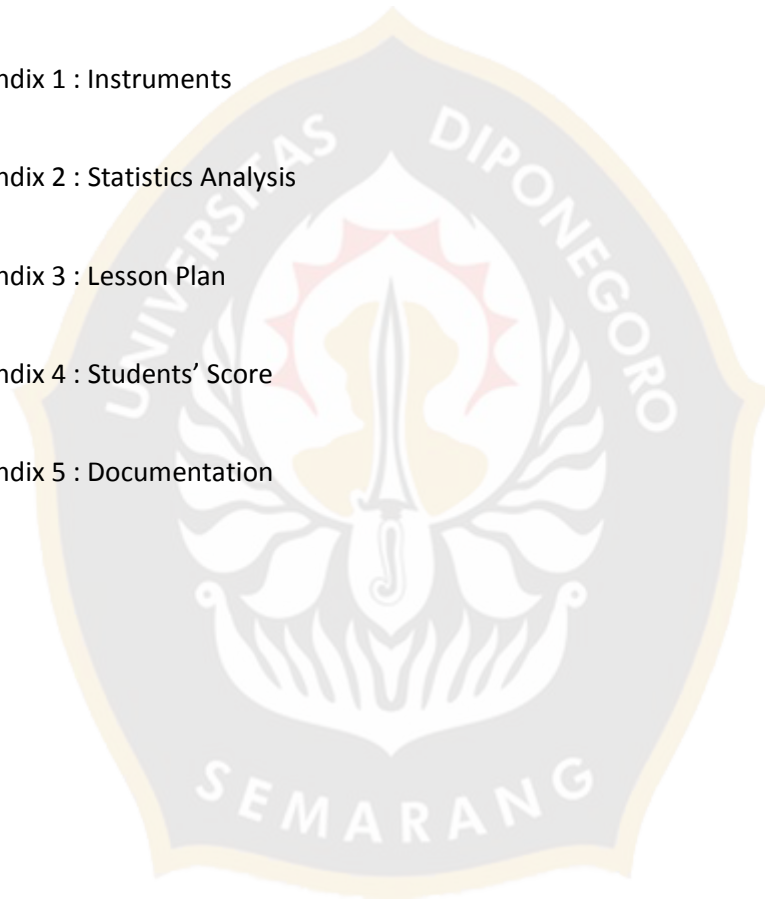 ndix 1 : Instruments
ndix 2 : Statistics Analysis
ndix 3 : Lesson Plan
ndix 4 : Students’ Score
ndix 5 : Documentation
UNIVERSITAS DIPONEGORO
SEMARANG